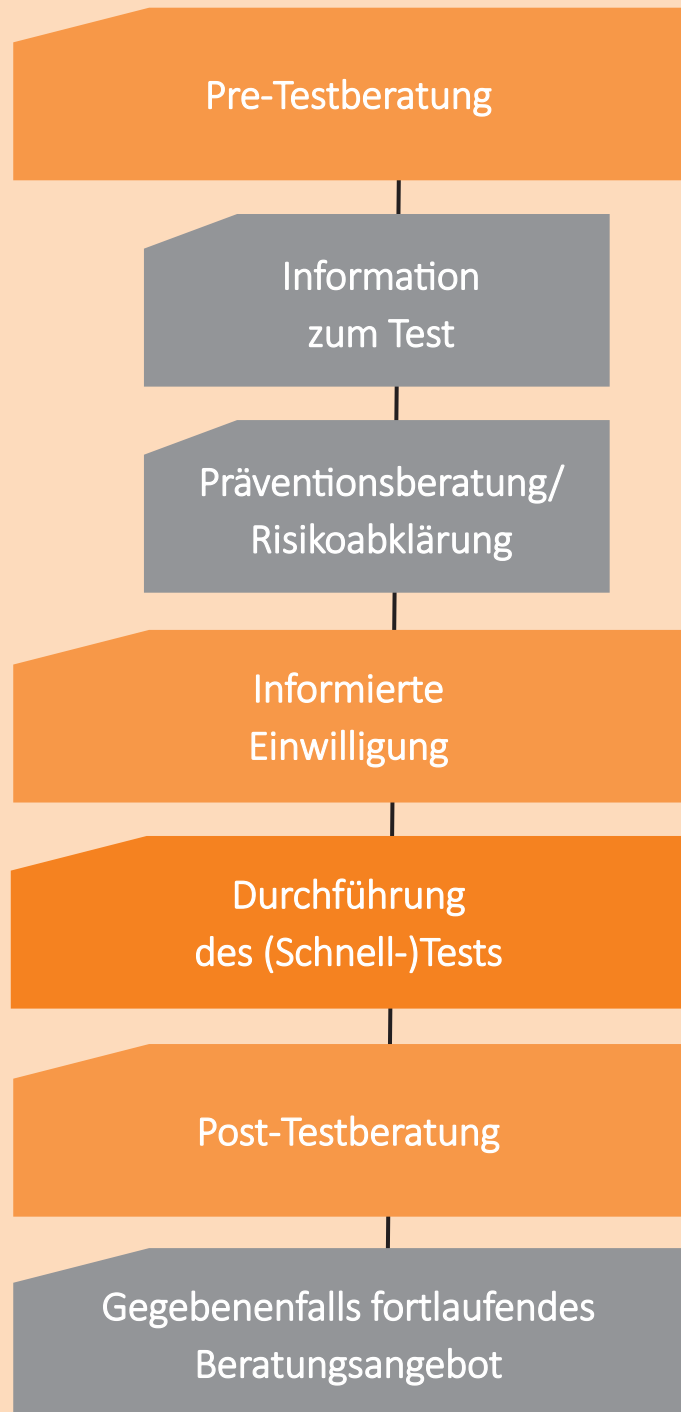 Pre-Testberatung
Information
zum Test
Präventionsberatung/
Risikoabklärung
Informierte
Einwilligung
Durchführung
des (Schnell-)Tests
Post-Testberatung
Gegebenenfalls fortlaufendes
Beratungsangebot